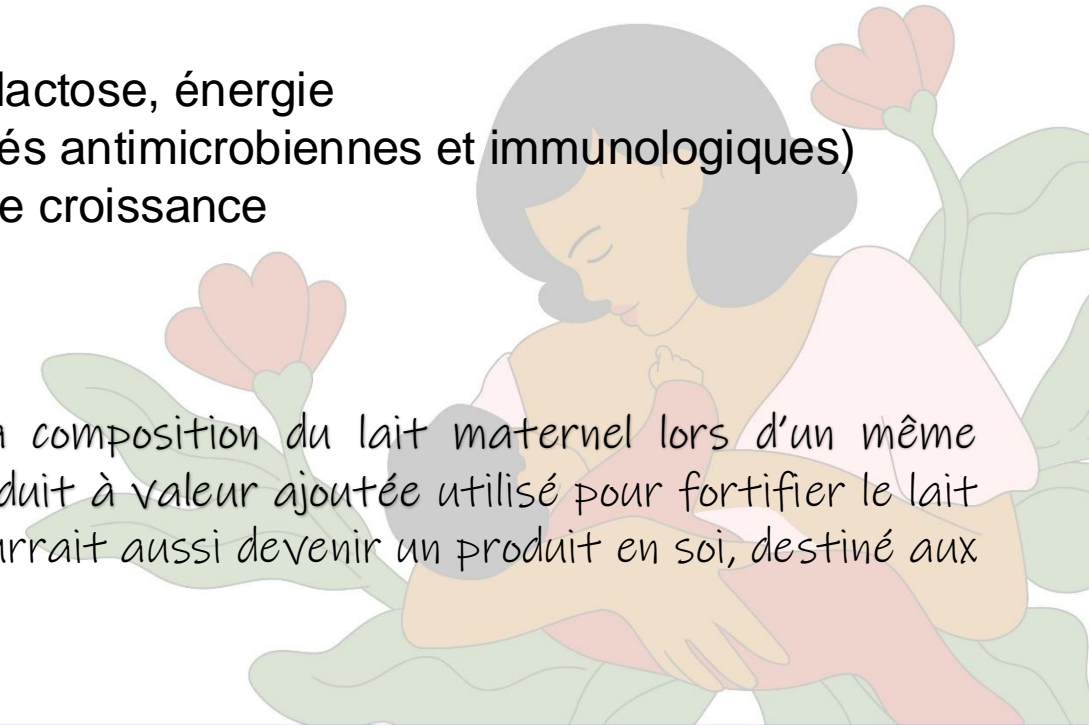 lactose, énergie
és antimicrobiennes et immunologiques)
e croissance
composition du lait maternel lors d'un même
duit à valeur ajoutée utilisé pour fortifier le lait
urrait aussi devenir un produit en soi, destiné aux